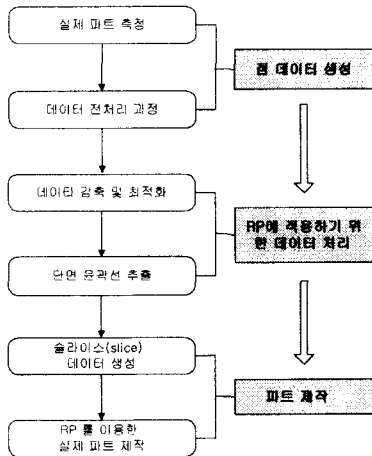 실제 파트 측정
점 데이터 생성
데이터 전처리 과정
데이타 감축 및 최적화
RP에 적용하기 위
한 데이터 처리
단면 윤곽선 추출
슬라이스(slice)
데이터 생성
파트 제작
RP 를 이용한
실제 파트 제작